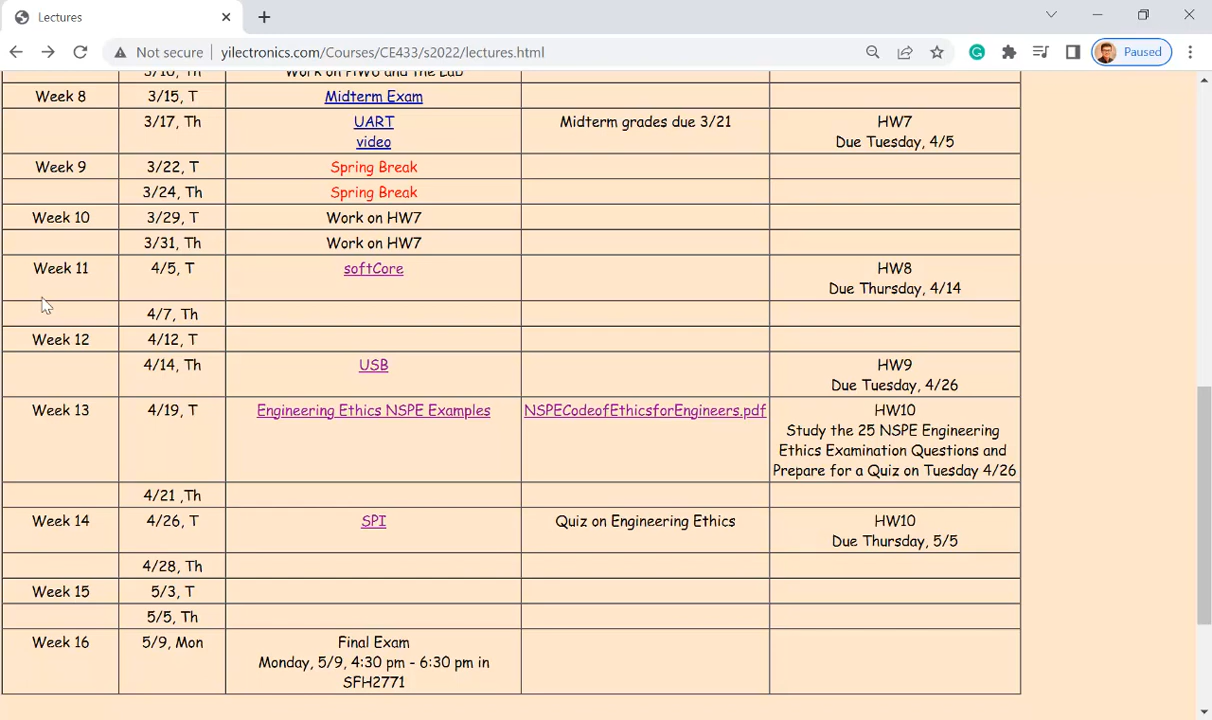 Lectures
Not secure
yilectronics.com/Courses/CE433/s2022/lectures.html
Paused
3/10, Th
Work on HW6 and the Lab
Week 8
3/15, T
Midterm Exam
3/17, Th
UART
video
Midterm grades due 3/21
HW7
Due Tuesday, 4/5
Week 9
3/22, T
Spring Break
3/24, Th
Spring Break
Week 10
3/29, T
Work on HW7
3/31, Th
Work on HW7
Week 11
4/5, T
softCore
HW8
Due Thursday, 4/14
4/7, Th
Week 12
4/12, T
4/14, Th
USB
HW9
Due Tuesday, 4/26
Week 13
4/19, T
Engineering Ethics NSPE Examples
NSPECodeofEthicsforEngineers.pdf
HW10
Study the 25 NSPE Engineering
Ethics Examination Questions and
Prepare for a Quiz on Tuesday 4/26
4/21 ,Th
Week 14
4/26, T
SPI
Quiz on Engineering Ethics
HW10
Due Thursday, 5/5
4/28, Th
Week 15
5/3, T
5/5, Th
Week 16
5/9, Mon
Final Exam
Monday, 5/9, 4:30 pm - 6:30 pm in
SFH2771